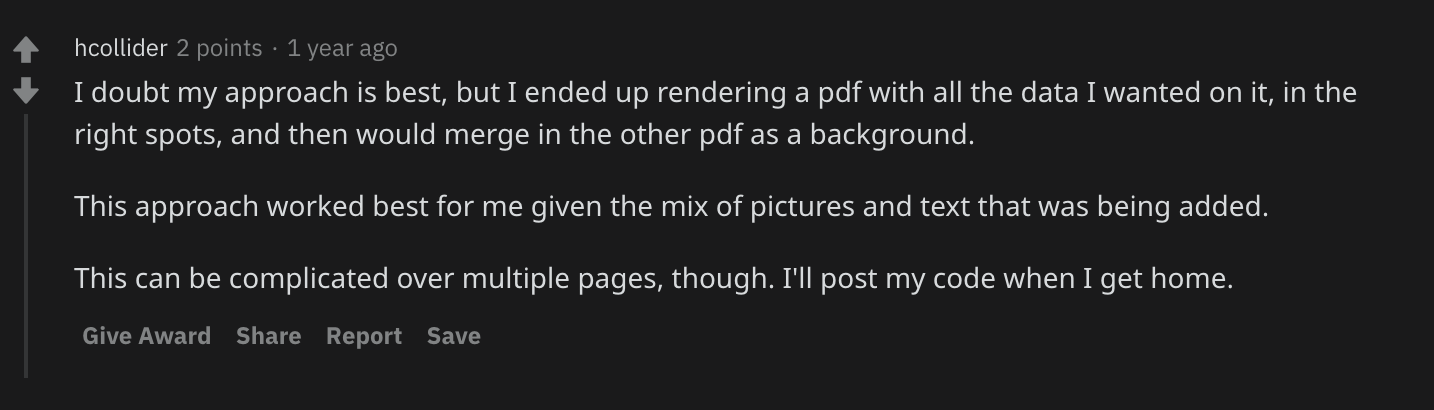 hcollider 2 points · 1 year ago
I doubt my approach is best, but I ended up rendering a pdf with all the data I wanted on it, in the
right spots, and then would merge in the other pdf as a background.
This approach worked best for me given the mix of pictures and text that was being added.
This can be complicated over multiple pages, though. I'll post my code when I get home.
Give Award Share Report Save